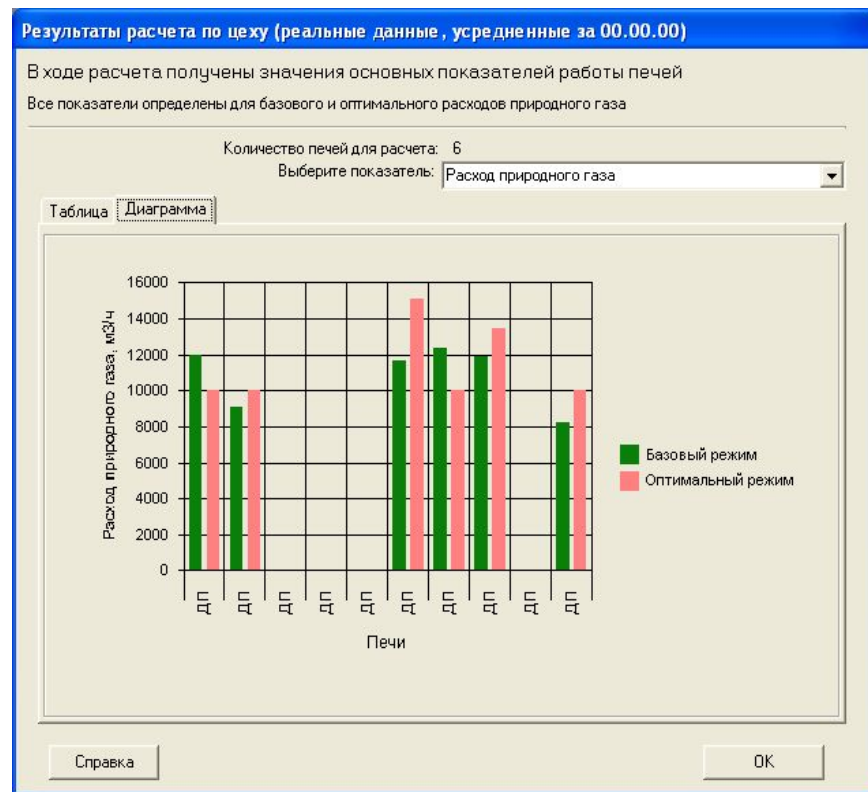 Результаты расчета по цеху (реальные данные, усредненные за 00.00.00)
В ходе расчета получены значения основных показателей работы печей
Все показатели определены для базового и оптимального расходов природного газа
Количество печей для расчета: 6
Выберите показатель: Расход природного газа
Таблица Диаграмма
Расход природного газа, м3/ч
16000
14000
12000
10000
8000
6000
4000
2000
0
ДП ДП ДП ДП ДП ДП ДП ДП ДП ДП
Печи
Базовый режим
Оптимальный режим
Справка OK